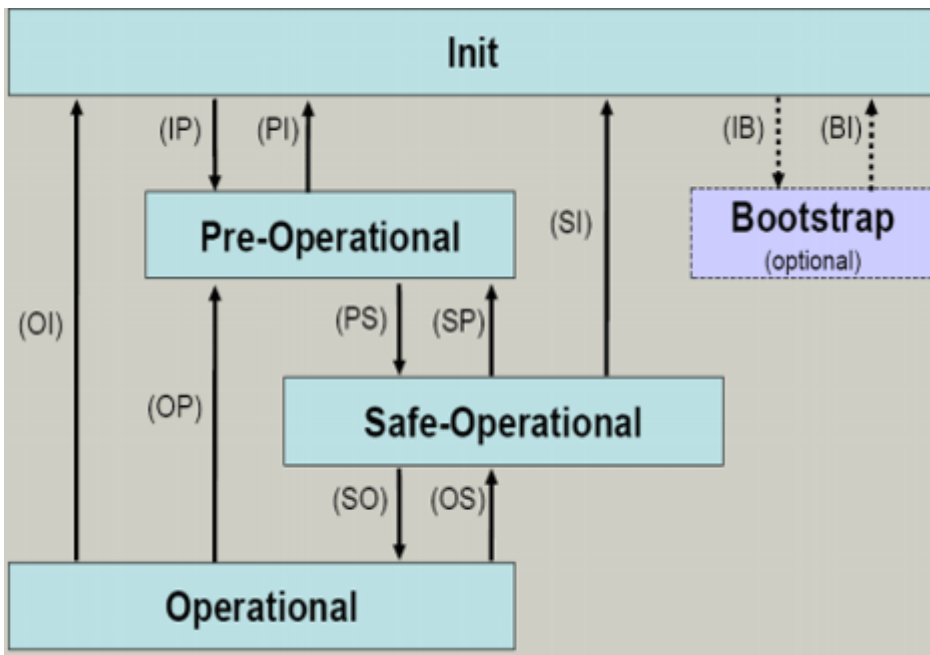 Init
(IP)
(PI)
(IB)
(BI)
Pre-Operational
(SI)
Bootstrap
(optional)
(OI)
(PS)
(SP)
(OP)
Safe-Operational
(SO)
(OS)
Operational